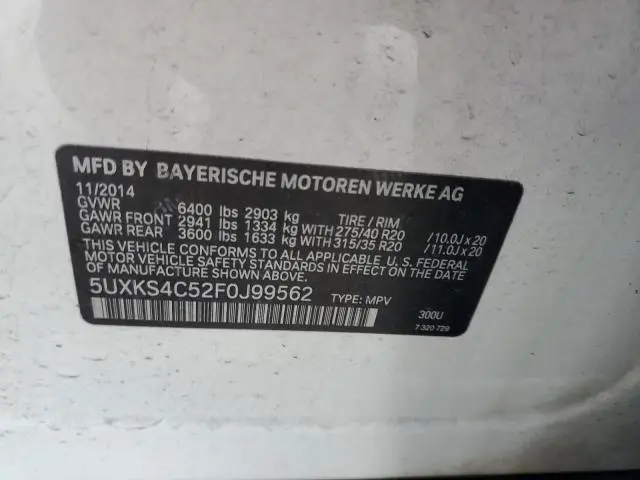 MFD BY BAYERISCHE MOTOREN WERKE AG
11/2014
GVWR 6400 lbs 2903 kg TIRE / RIM
GAWR FRONT 2941 lbs 1334 kg WITH 275/40 R20 /10.0J x 20
GAWR REAR 3600 lbs 1633 kg WITH 315/35 R20 /11.0J x 20
THIS VEHICLE CONFORMS TO ALL APPLICABLE U. S. FEDERAL
MOTOR VEHICLE SAFETY STANDARDS IN EFFECT ON THE
DATE OF MANUFACTURE SHOWN ABOVE.
5UXKS4C52F0J99562 TYPE: MPV
300U
7 320 729